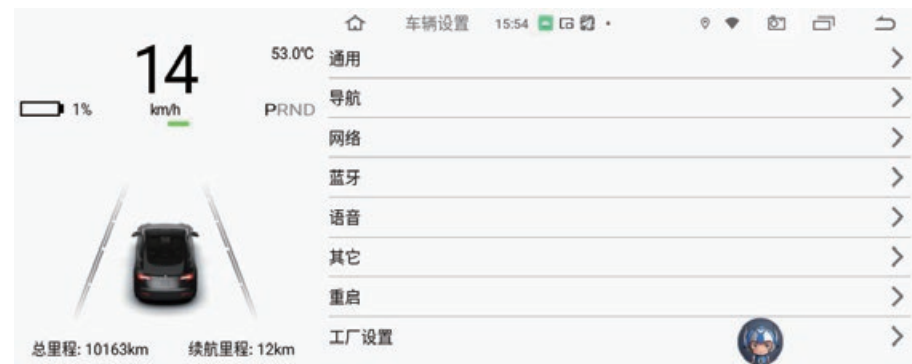 车辆设置 15:54
14
km/h
53.0℃
1%
PRND
总里程: 10163km 续航里程: 12km
通用
导航
网络
蓝牙
语音
其它
重启
工厂设置